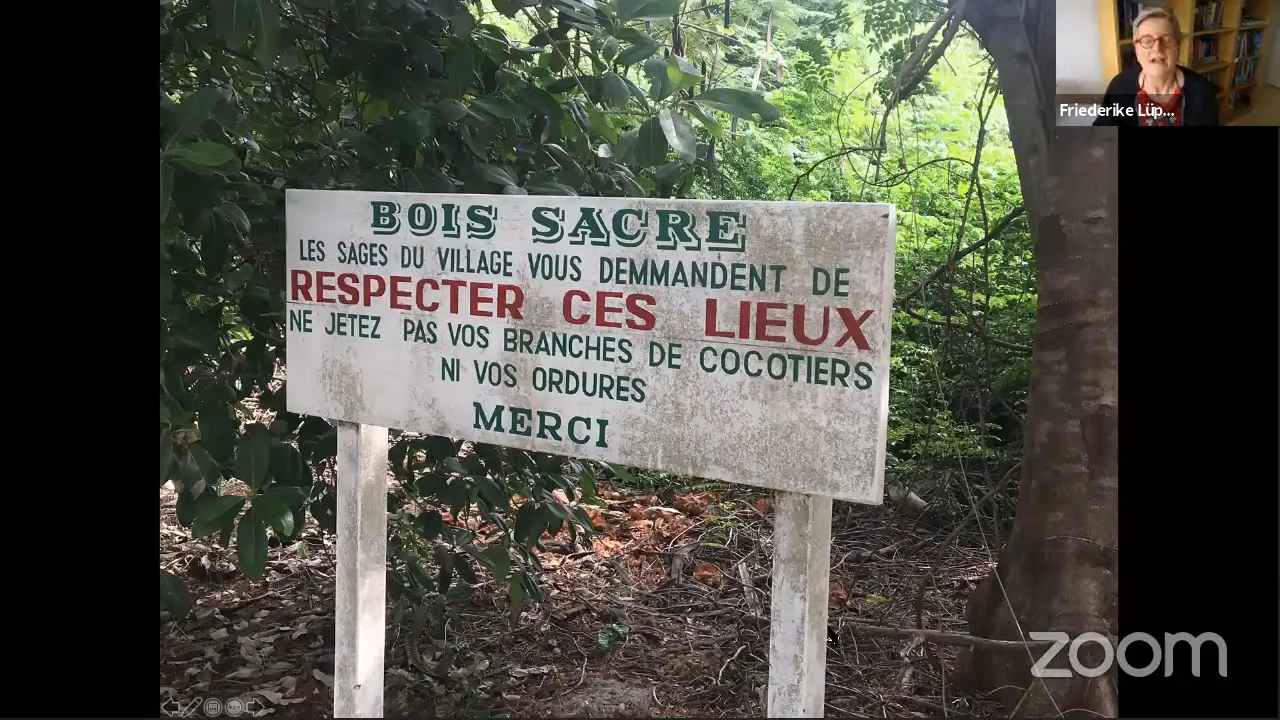 BOIS SACRE
LES SAGES DU VILLAGE VOUS DEMMANDENT DE
RESPECTER CES LIEUX
NE JETEZ PAS VOS BRANCHES DE COCOTIERS
NI VOS ORDURES
MERCI
Friederike Lüp...
zoom